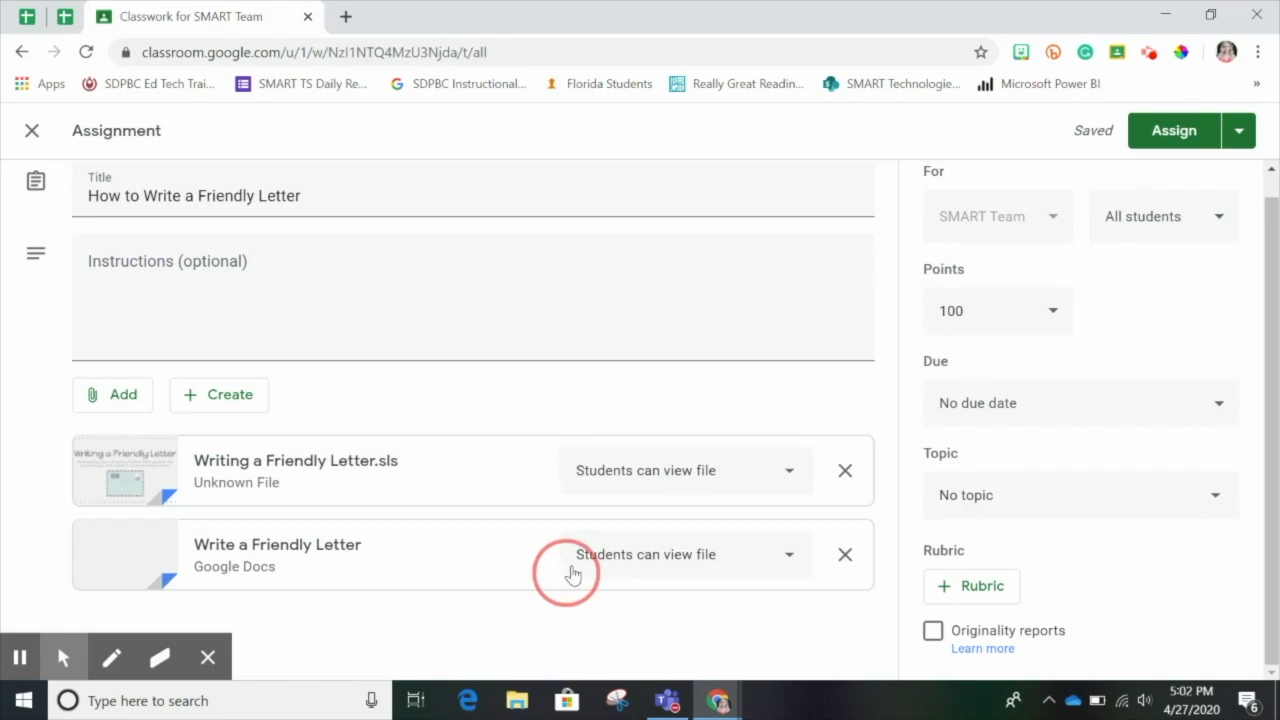 Classwork for SMART Team
classroom.google.com/u/1/w/NzI1NTQ4MzU3Njda/t/all
Apps SDPBC Ed Tech Trai... SMART TS Daily Re... SDPBC Instructional... Florida Students Really Great Readin... SMART Technologie... Microsoft Power BI »
Assignment Saved Assign
Title
How to Write a Friendly Letter
Instructions (optional)
Add Create
Writing a Friendly Letter
Writing a Friendly Letter.sls
Unknown File
Students can view file
Write a Friendly Letter
Google Docs
Students can view file
For
SMART Team All students
Points
100
Due
No due date
Topic
No topic
Rubric
+ Rubric
Originality reports
Learn more
Type here to search
5:02 PM
4/27/2020
6